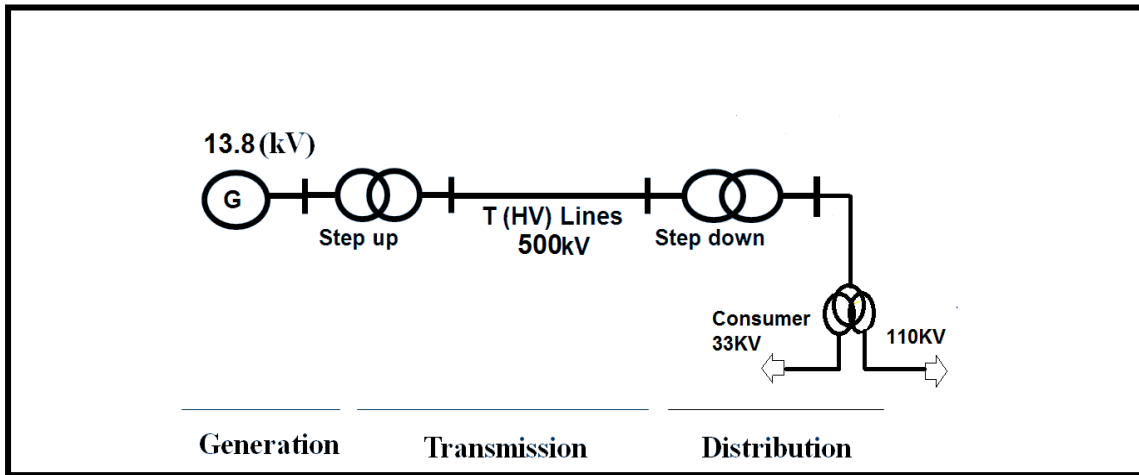 13.8 (kV)
G
Step up
T (HV) Lines
500kV
Step down
Consumer
33KV
110KV
Generation
Transmission
Distribution